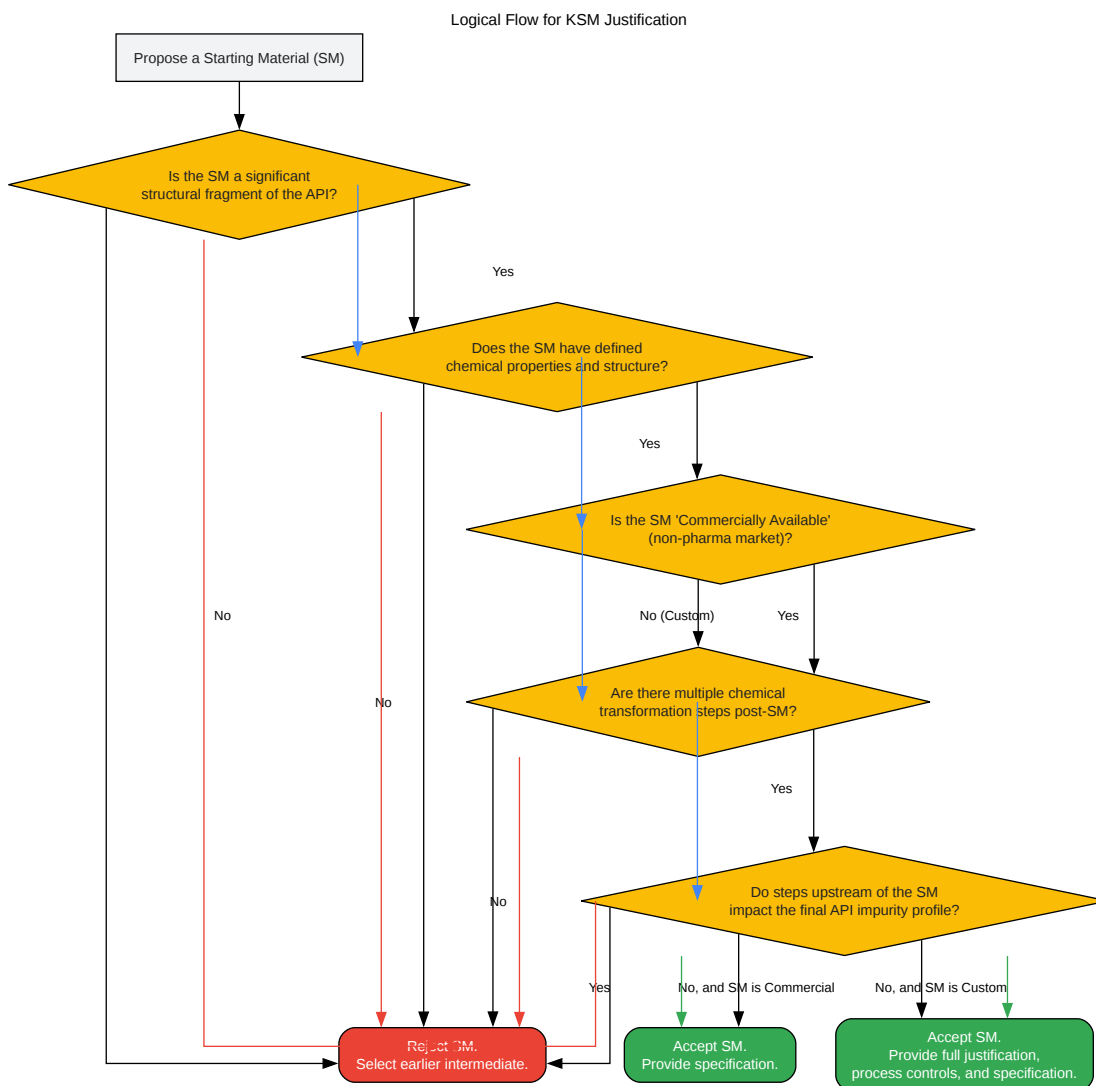 Logical Flow for KSM Justification
Propose a Starting Material (SM)
Is the SM a significant
structural fragment of the API?
Yes
Does the SM have defined
chemical properties and structure?
Yes
Is the SM 'Commercially Available'
(non-pharma market)?
No
No (Custom)
Yes
Are there multiple chemical
transformation steps post-SM?
No
Yes
Do steps upstream of the SM
impact the final API impurity profile?
No
Yes
No, and SM is Commercial
No, and SM is Custom
Reject SM.
Select earlier intermediate.
Accept SM.
Provide specification.
Accept SM.
Provide full justification,
process controls, and specification.